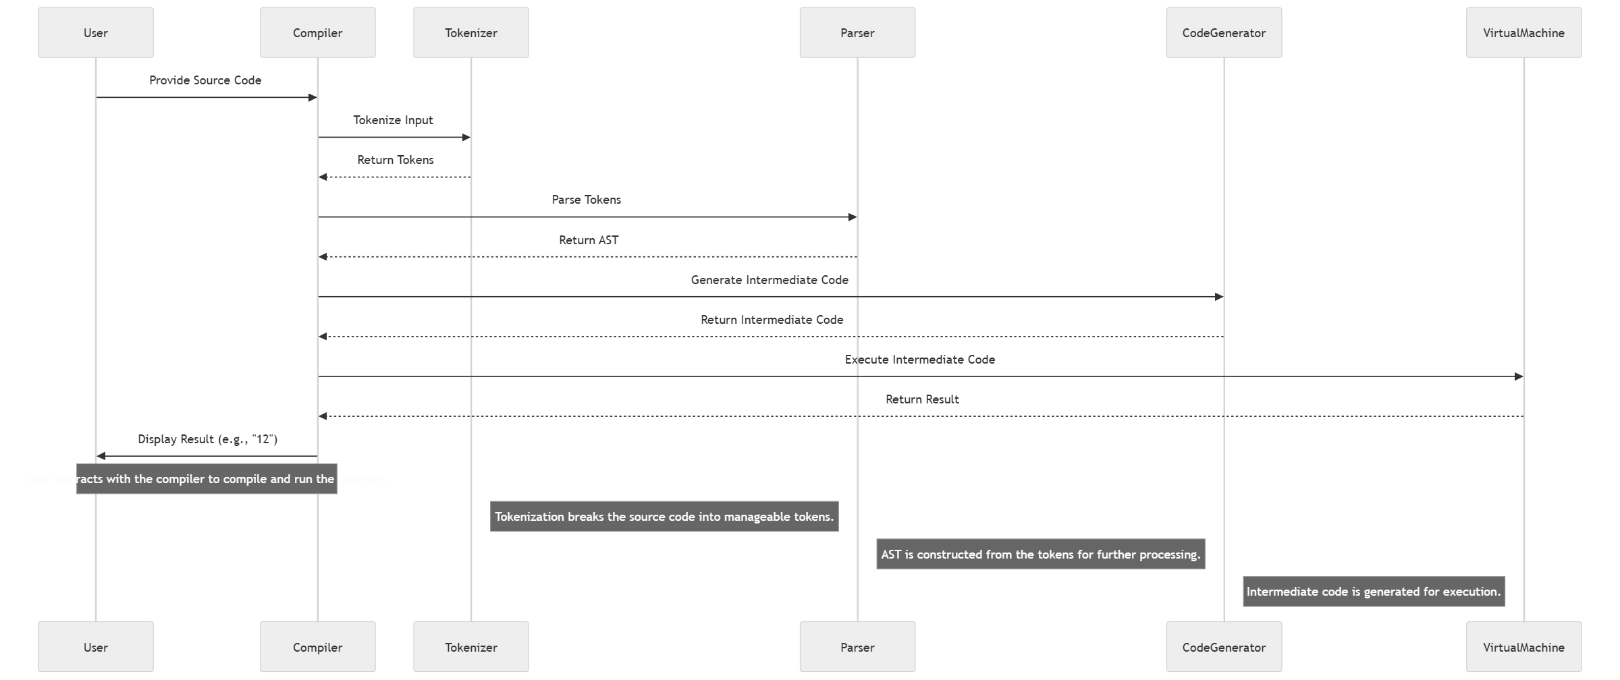 User Compiler Tokenizer Parser CodeGenerator VirtualMachine
Provide Source Code
Tokenize Input
Return Tokens
Parse Tokens
Return AST
Generate Intermediate Code
Return Intermediate Code
Execute Intermediate Code
Return Result
Display Result (e.g., "12")
with the compiler to compile and run the
Tokenization breaks the source code into manageable tokens.
AST is constructed from the tokens for further processing.
Intermediate code is generated for execution.
User Compiler Tokenizer Parser CodeGenerator VirtualMachine